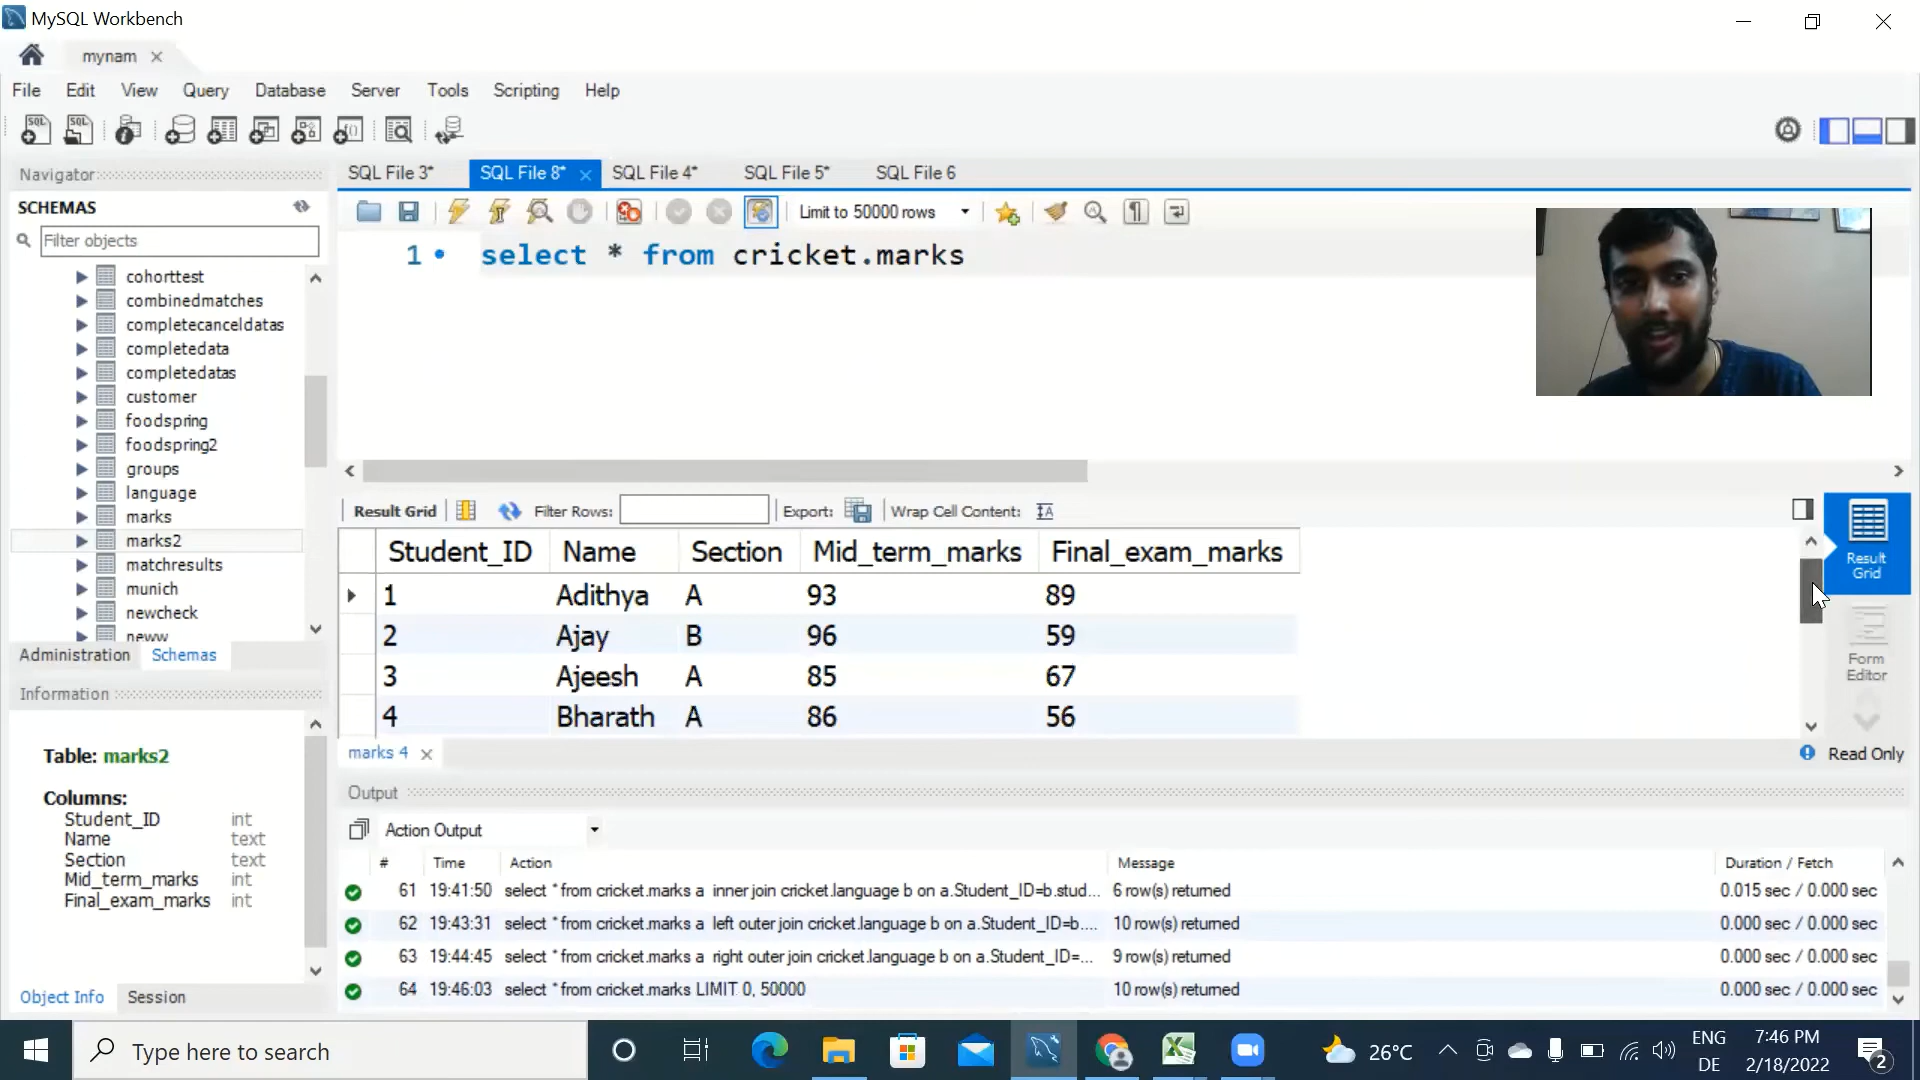 MySQL Workbench
mynam
File Edit View Query Database Server Tools Scripting Help
Navigator
SCHEMAS
Filter objects
cohorttest
combinedmatches
completecanceldatas
completedata
completedatas
customer
foodspring
foodspring2
groups
language
marks
marks2
matchresults
munich
newcheck
neww
Administration Schemas
Information
Table: marks2
Columns:
Student_ID int
Name text
Section text
Mid_term_marks int
Final_exam_marks int
Object Info Session
SQL File 3* SQL File 8* SQL File 4* SQL File 5* SQL File 6
Limit to 50000 rows
1 select * from cricket.marks
Result Grid Filter Rows: Export: Wrap Cell Content:
Student_ID Name Section Mid_term_marks Final_exam_marks
1 Adithya A 93 89
2 Ajay B 96 59
3 Ajeesh A 85 67
4 Bharath A 86 56
Result
Grid
Form
Editor
marks 4
Read Only
Output
Action Output
# Time Action Message Duration / Fetch
61 19:41:50 select * from cricket.marks a inner join cricket.language b on a.Student_ID=b.stud... 6 row(s) returned 0.015 sec / 0.000 sec
62 19:43:31 select * from cricket.marks a left outer join cricket.language b on a.Student_ID=b.... 10 row(s) returned 0.000 sec / 0.000 sec
63 19:44:45 select * from cricket.marks a right outer join cricket.language b on a.Student_ID=... 9 row(s) returned 0.000 sec / 0.000 sec
64 19:46:03 select * from cricket.marks LIMIT 0, 50000 10 row(s) returned 0.000 sec / 0.000 sec
Type here to search
26°C
ENG
DE
7:46 PM
2/18/2022
2